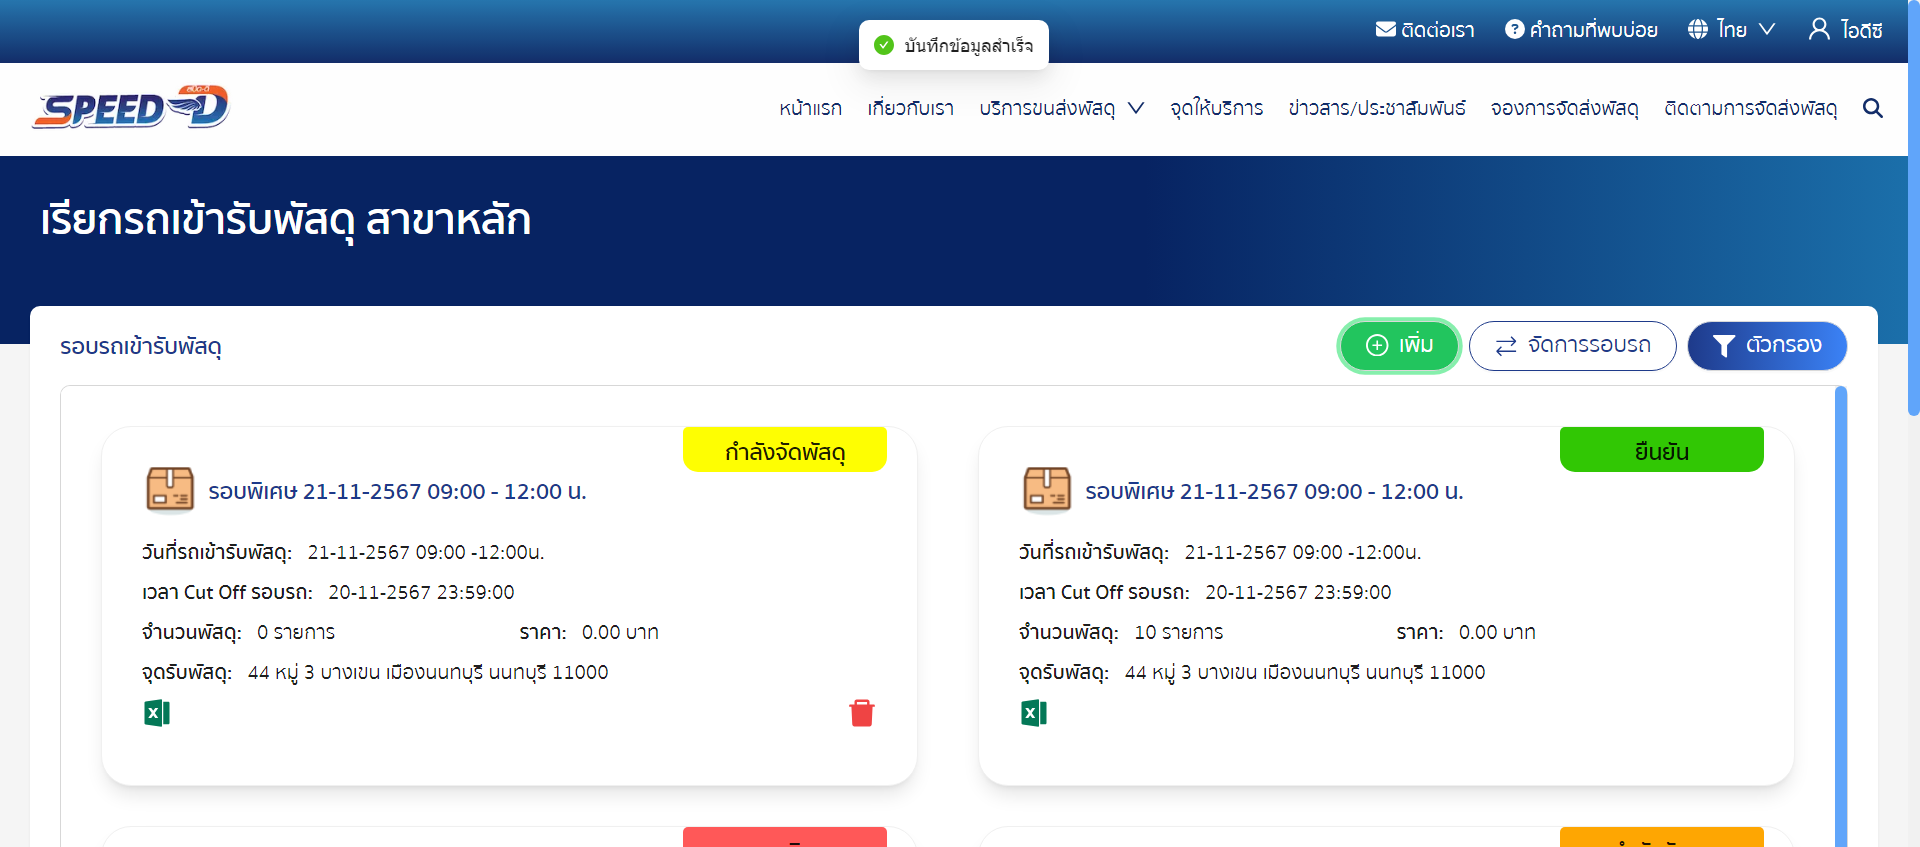 ติดต่อเรา คำถามที่พบบ่อย ไทย ไอดีซี
บันทึกข้อมูลสำเร็จ
สปีด-ดี
SPEED-D
หน้าแรก เกี่ยวกับเรา บริการขนส่งพัสดุ จุดให้บริการ ข่าวสาร/ประชาสัมพันธ์ จองการจัดส่งพัสดุ ติดตามการจัดส่งพัสดุ
เรียกรถเข้ารับพัสดุ สาขาหลัก
รอบรถเข้ารับพัสดุ
เพิ่ม จัดการรอบรถ ตัวกรอง
กำลังจัดพัสดุ
รอบพิเศษ 21-11-2567 09:00 - 12:00 น.
วันที่รถเข้ารับพัสดุ: 21-11-2567 09:00 -12:00น.
เวลา Cut Off รอบรถ: 20-11-2567 23:59:00
จำนวนพัสดุ: 0 รายการ ราคา: 0.00 บาท
จุดรับพัสดุ: 44 หมู่ 3 บางเขน เมืองนนทบุรี นนทบุรี 11000
ยืนยัน
รอบพิเศษ 21-11-2567 09:00 - 12:00 น.
วันที่รถเข้ารับพัสดุ: 21-11-2567 09:00 -12:00น.
เวลา Cut Off รอบรถ: 20-11-2567 23:59:00
จำนวนพัสดุ: 10 รายการ ราคา: 0.00 บาท
จุดรับพัสดุ: 44 หมู่ 3 บางเขน เมืองนนทบุรี นนทบุรี 11000